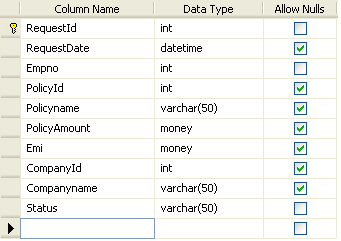 Column Name Data Type Allow Nulls
RequestId int
RequestDate datetime
Empno int
PolicyId int
Policyname varchar(50)
PolicyAmount money
Emi money
CompanyId int
Companyname varchar(50)
Status varchar(50)